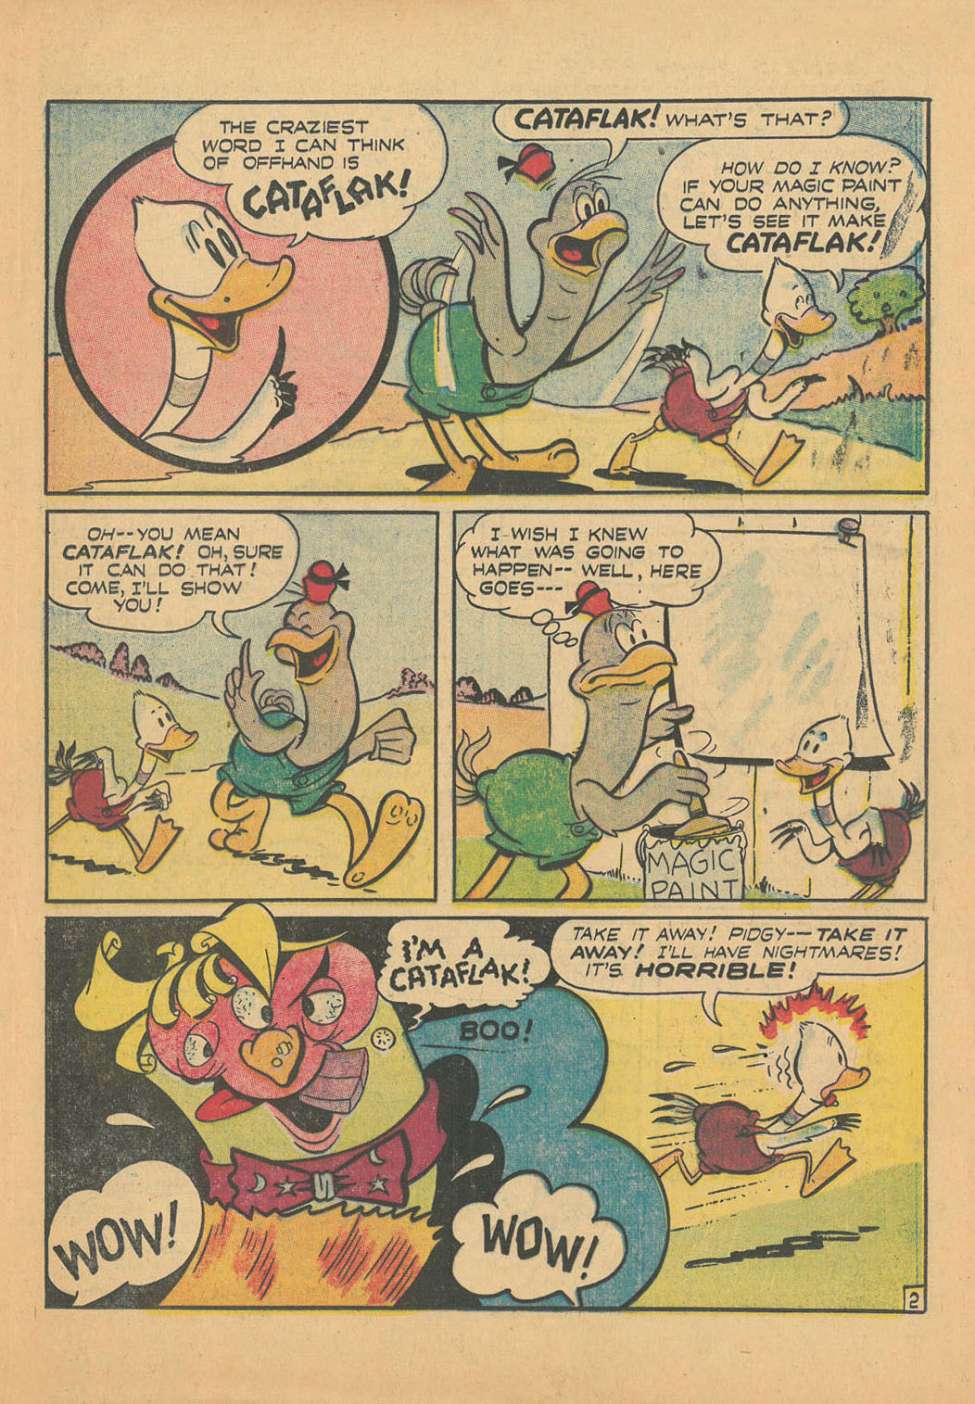 THE CRAZIEST
WORD I CAN THINK
OF OFFHAND IS
CATAFLAK!
CATAFLAK! WHAT'S THAT?
HOW DO I KNOW?
IF YOUR MAGIC PAINT
CAN DO ANYTHING,
LET'S SEE IT MAKE
CATAFLAK!
OH--YOU MEAN
CATAFLAK! OH, SURE
IT CAN DO THAT!
COME, I'LL SHOW
YOU!
I WISH I KNEW
WHAT WAS GOING TO
HAPPEN-- WELL, HERE
GOES---
MAGIC
PAINT
I'M A
CATAFLAK!
BOO!
WOW!
WOW!
TAKE IT AWAY! PIDGY--TAKE IT
AWAY! I'LL HAVE NIGHTMARES!
IT'S HORRIBLE!
2